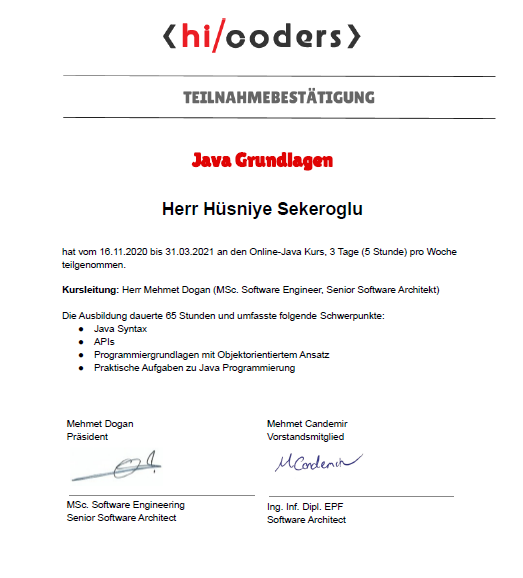 <hi/coders>
TEILNAHMEBESTÄTIGUNG
Java Grundlagen
Herr Hüsniye Sekeroglu
hat vom 16.11.2020 bis 31.03.2021 an den Online-Java Kurs, 3 Tage (5 Stunde) pro Woche
teilgenommen.
Kursleitung: Herr Mehmet Dogan (MSc. Software Engineer, Senior Software Architekt)
Die Ausbildung dauerte 65 Stunden und umfasste folgende Schwerpunkte:
● Java Syntax
● APIs
● Programmiergrundlagen mit Objektorientiertem Ansatz
● Praktische Aufgaben zu Java Programmierung
Mehmet Dogan
Präsident
MSc. Software Engineering
Senior Software Architect
Mehmet Candemir
Vorstandsmitglied
MCandemir
Ing. Inf. Dipl. EPF
Software Architect